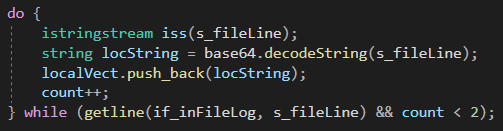 do {
istringstream iss(s_fileLine);
string locString = base64.decodeString(s_fileLine);
localVect.push_back(locString);
count++;
} while (getline(if_inFileLog, s_fileLine) && count < 2);